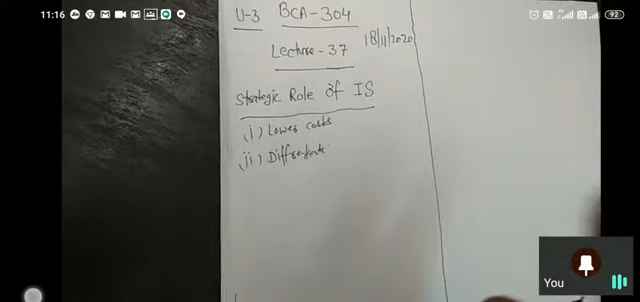 11:16
92
U-3 BCA-304
Lecture-37 18/11/2020
Strategic Role of IS
(i) Lower costs
(ii) Diffrentiate
You